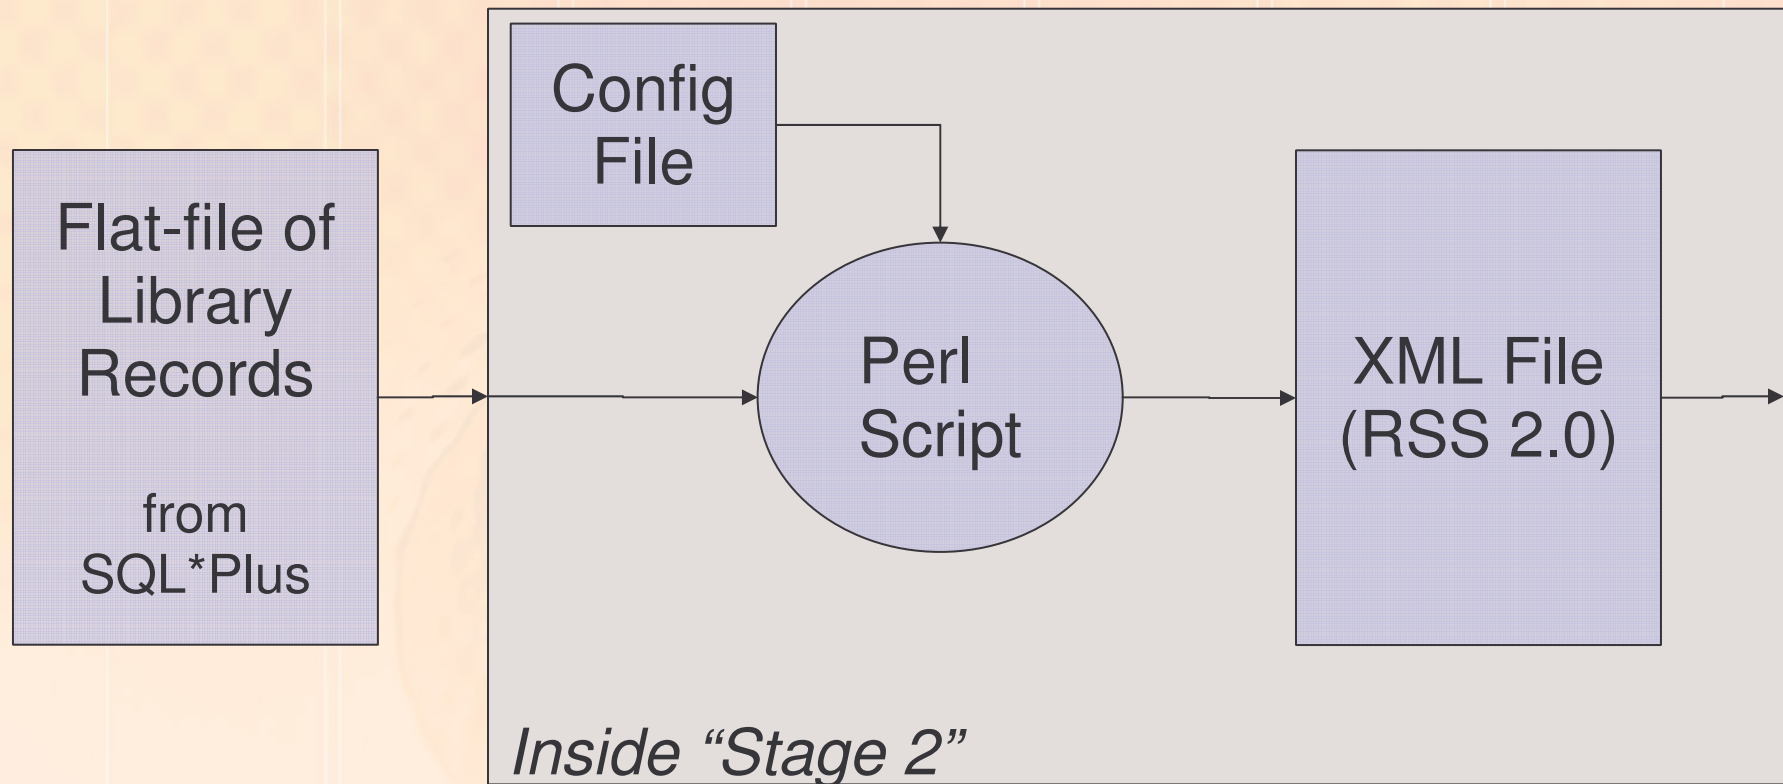 Flat-file of
Library
Records
from
SQL*Plus
Config
File
Perl
Script
XML File
(RSS 2.0)
Inside “Stage 2”